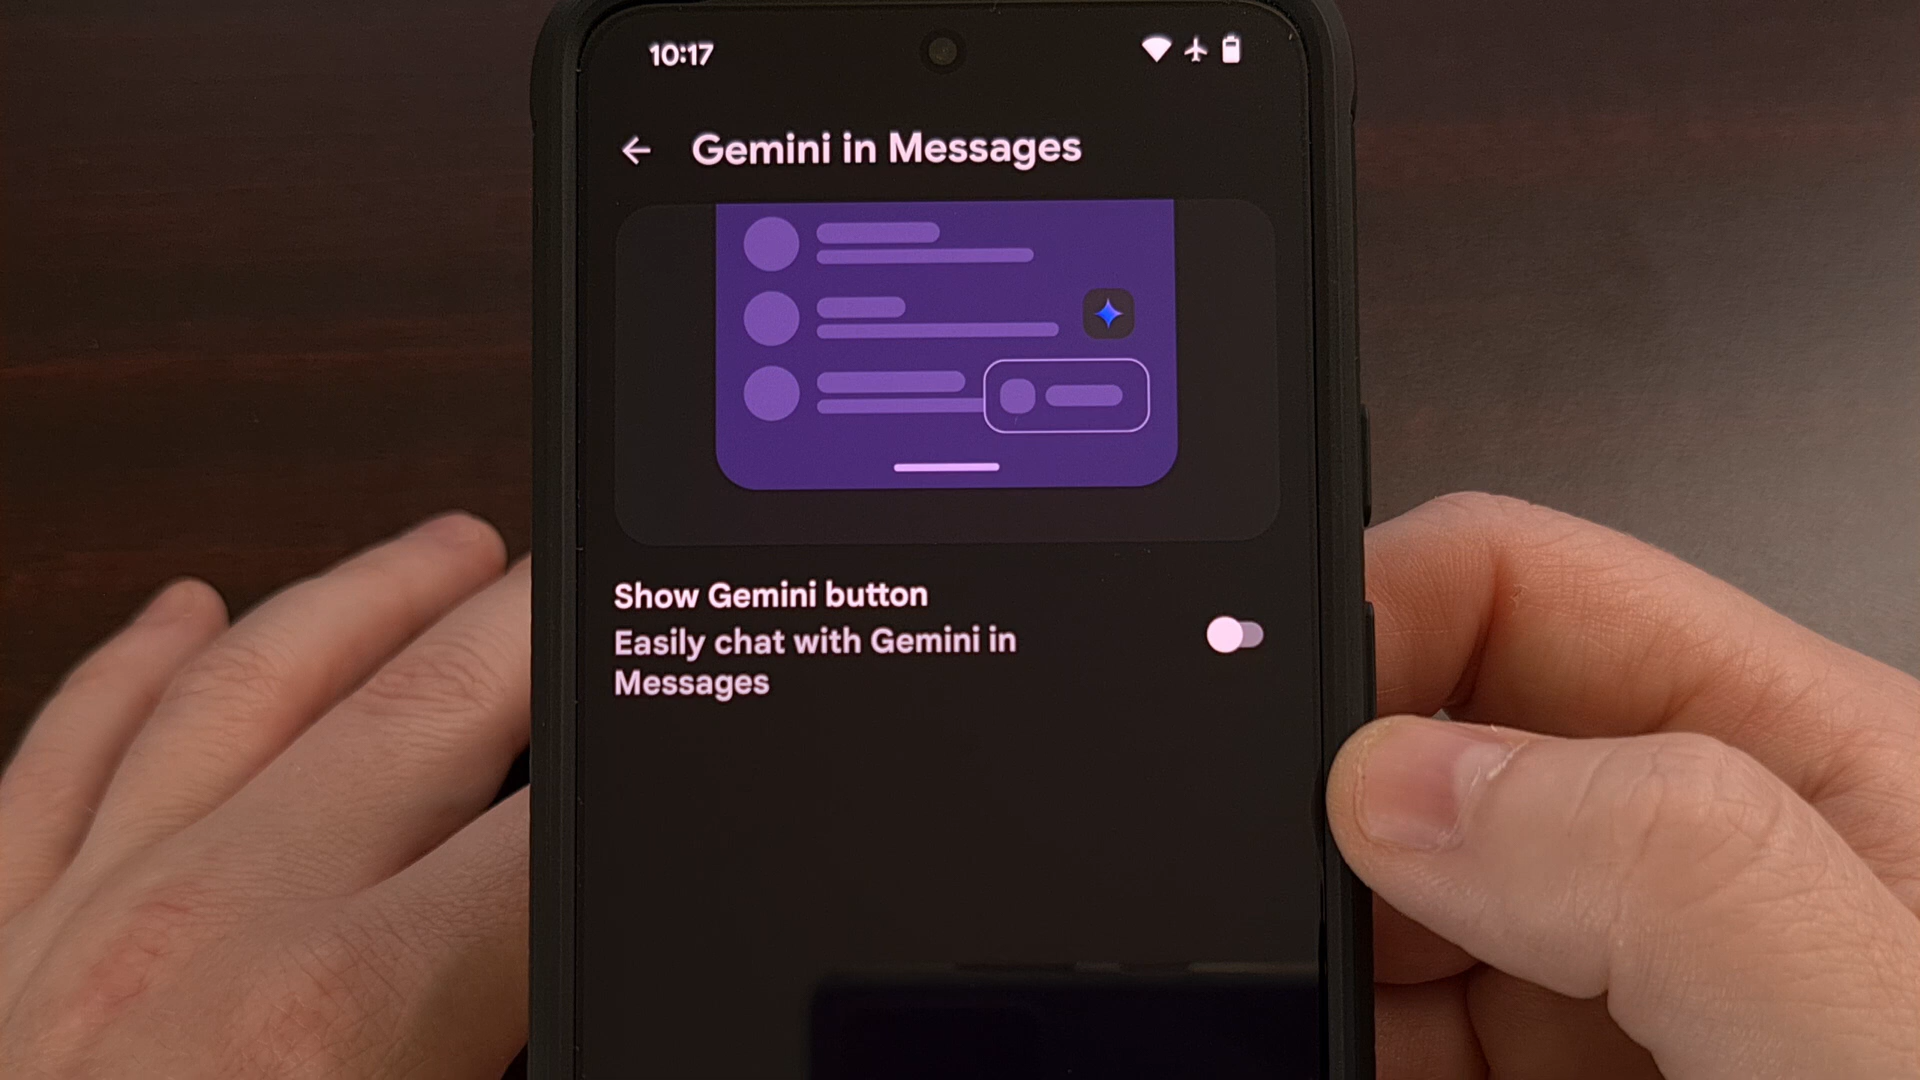 10:17
Gemini in Messages
Show Gemini button
Easily chat with Gemini in
Messages